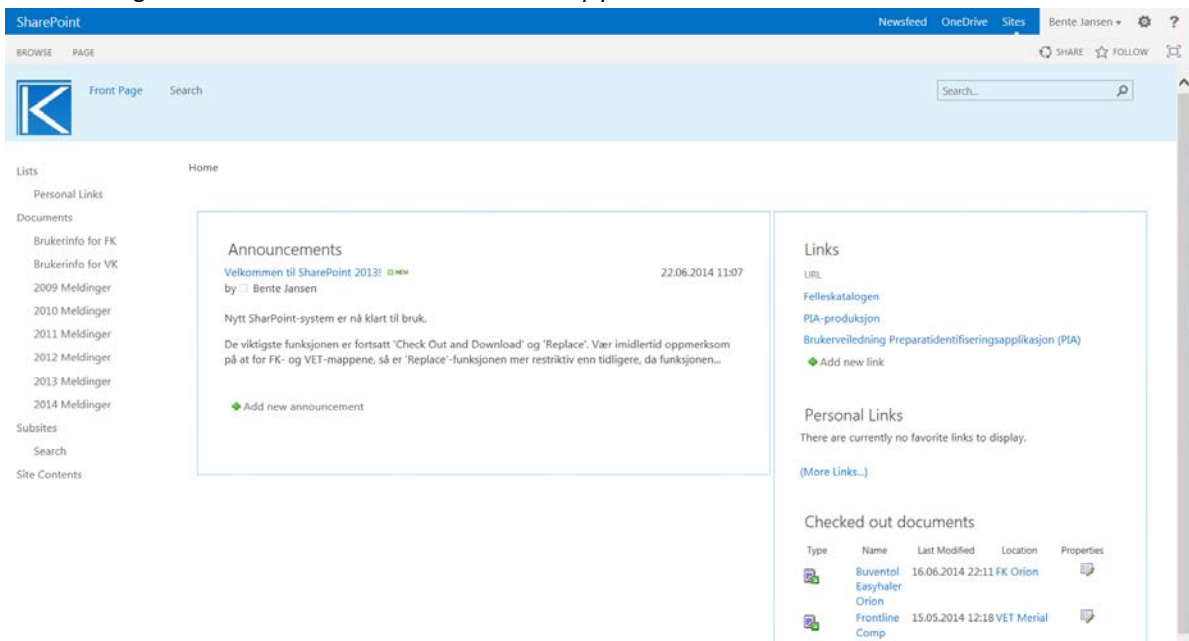 SharePoint
Newsfeed OneDrive Sites Bente Jansen ?
BROWSE PAGE
SHARE FOLLOW
K
Front Page Search
Search...
Lists
Personal Links
Documents
Brukerinfo for FK
Brukerinfo for VK
2009 Meldinger
2010 Meldinger
2011 Meldinger
2012 Meldinger
2013 Meldinger
2014 Meldinger
Subsites
Search
Site Contents
Home
Announcements
Velkommen til SharePoint 2013! NEW 22.06.2014 11:07
by Bente Jansen
Nytt SharPoint-system er nå klart til bruk.
De viktigste funksjonen er fortsatt 'Check Out and Download' og 'Replace'. Vær imidlertid oppmerksom
på at for FK- og VET-mappene, så er 'Replace'-funksjonen mer restriktiv enn tidligere, da funksjonen...
Add new announcement
Links
URL
Felleskatalogen
PIA-produksjon
Brukerveiledning Preparatidentifiseringsapplikasjon (PIA)
Add new link
Personal Links
There are currently no favorite links to display.
(More Links...)
Checked out documents
Type Name Last Modified Location Properties
Buventol 16.06.2014 22:11 FK Orion
Easyhaler
Orion
Frontline 15.05.2014 12:18 VET Merial
Comp